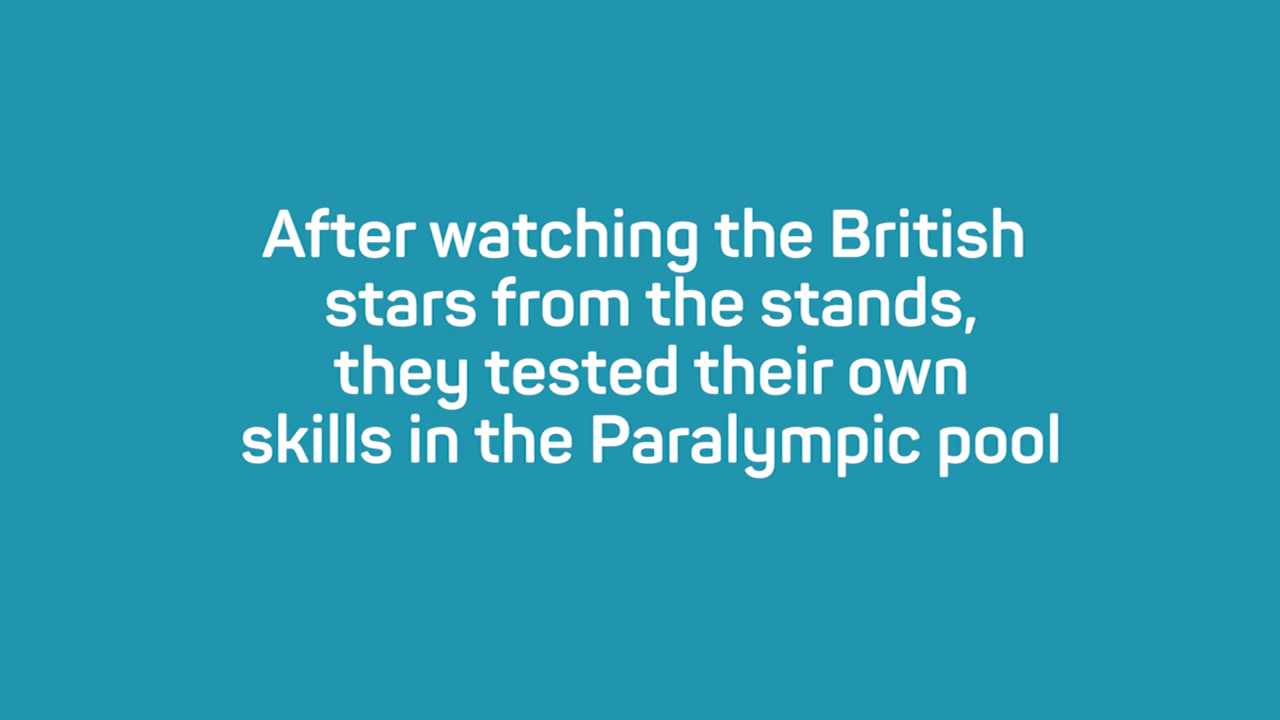 After watching the British
stars from the stands,
they tested their own
skills in the Paralympic pool